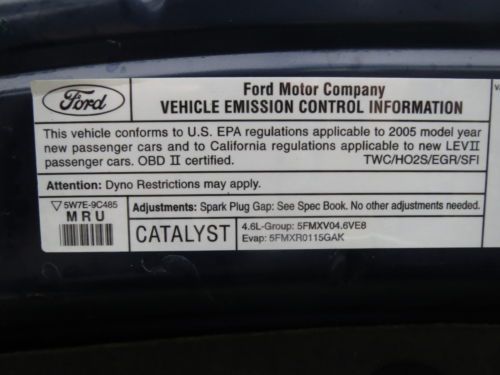 Ford
Ford Motor Company
VEHICLE EMISSION CONTROL INFORMATION
This vehicle conforms to U.S. EPA regulations applicable to 2005 model year
new passenger cars and to California regulations applicable to new LEVII
passenger cars. OBD II certified. TWC/HO2S/EGR/SFI
Attention: Dyno Restrictions may apply.
5W7E-9C485
MRU
Adjustments: Spark Plug Gap: See Spec Book. No other adjustments needed.
CATALYST
4.6L-Group: 5FMXV04.6VE8
Evap: 5FMXR0115GAK